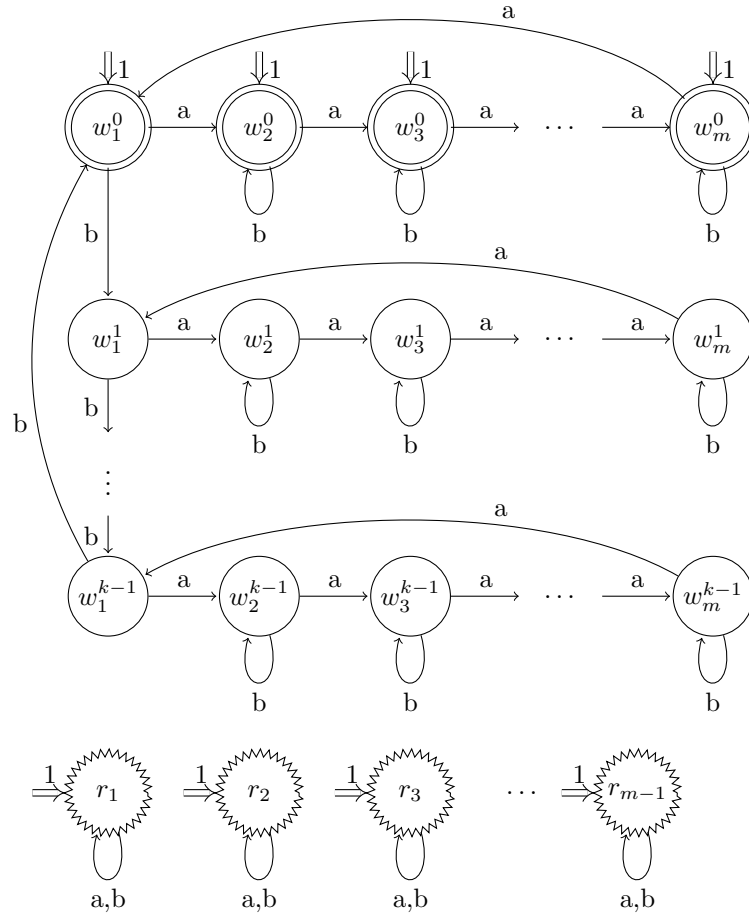 a
1 1 1 1
$w_1^0$ a $w_2^0$ a $w_3^0$ a ··· a $w_m^0$
b b b b
a
$w_1^1$ a $w_2^1$ a $w_3^1$ a ··· a $w_m^1$
b b b b
b
⋮
b a
$w_1^{k-1}$ a $w_2^{k-1}$ a $w_3^{k-1}$ a ··· a $w_m^{k-1}$
b b b
1 $r_1$ 1 $r_2$ 1 $r_3$ ··· 1 $r_{m-1}$
a,b a,b a,b a,b